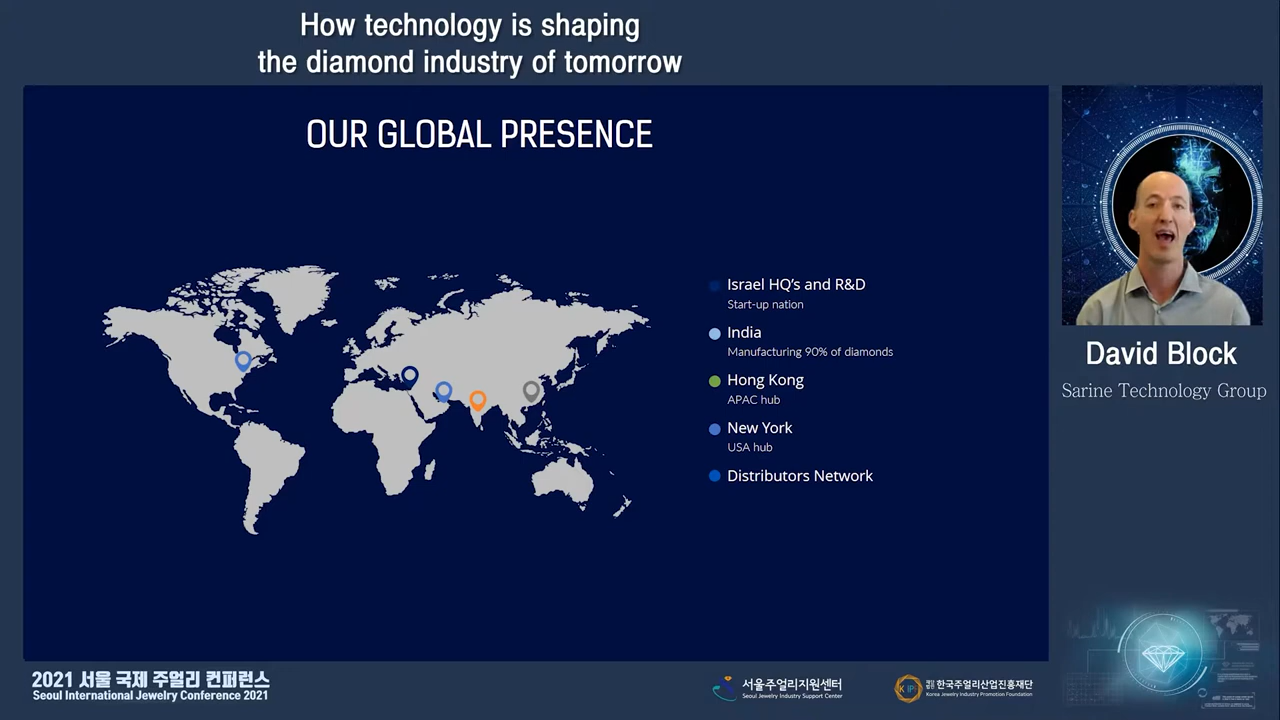 How technology is shaping
the diamond industry of tomorrow
OUR GLOBAL PRESENCE
Israel HQ's and R&D
Start-up nation
India
Manufacturing 90% of diamonds
Hong Kong
APAC hub
New York
USA hub
Distributors Network
David Block
Sarine Technology Group
2021 서울 국제 주얼리 컨퍼런스
Seoul International Jewelry Conference 2021
서울주얼리지원센터
Seoul Jewelry Industry Support Center
재단법인 한국주얼리산업진흥재단
Korea Jewelry Industry Promotion Foundation